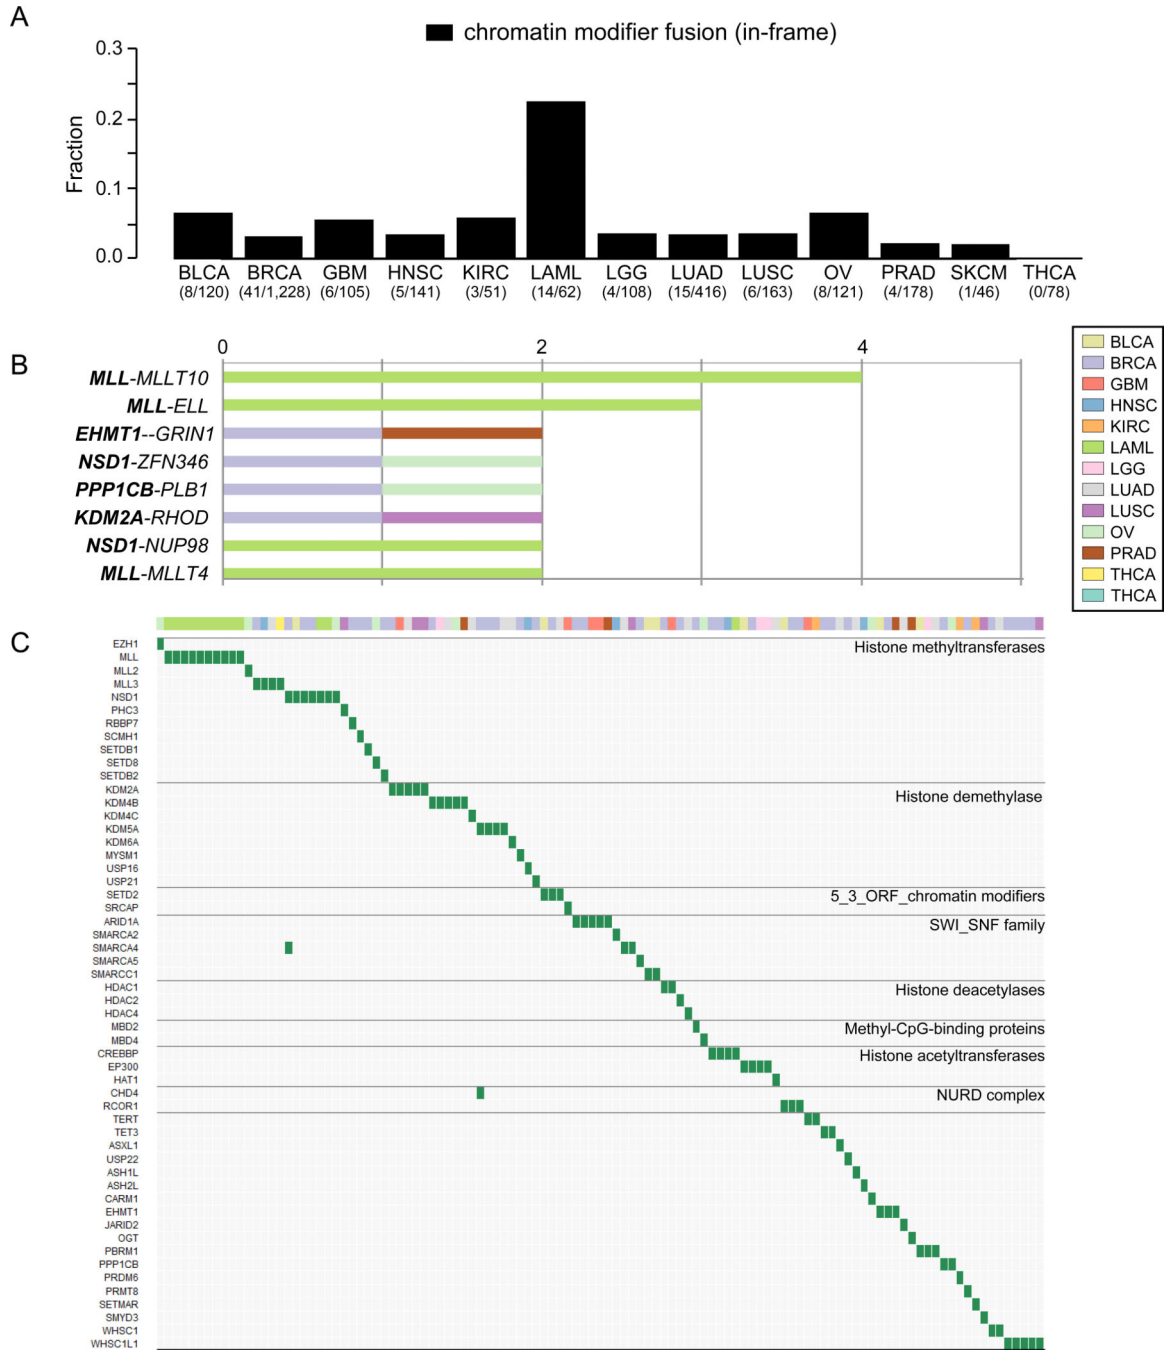 A
chromatin modifier fusion (in-frame)
0.3
0.2
0.1
0.0
Fraction
BLCA BRCA GBM HNSC KIRC LAML LGG LUAD LUSC OV PRAD SKCM THCA
(8/120) (41/1,228) (6/105) (5/141) (3/51) (14/62) (4/108) (15/416) (6/163) (8/121) (4/178) (1/46) (0/78)
B
0 2 4
MLL-MLLT10
MLL-ELL
EHMT1--GRIN1
NSD1-ZFN346
PPP1CB-PLB1
KDM2A-RHOD
NSD1-NUP98
MLL-MLLT4
BLCA
BRCA
GBM
HNSC
KIRC
LAML
LGG
LUAD
LUSC
OV
PRAD
THCA
THCA
C
EZH1 Histone methyltransferases
MLL
MLL2
MLL3
NSD1
PHC3
RBBP7
SCMH1
SETDB1
SETD8
SETDB2
KDM2A Histone demethylase
KDM4B
KDM4C
KDM5A
KDM6A
MYSM1
USP16
USP21
SETD2 5_3_ORF_chromatin modifiers
SRCAP
ARID1A SWI_SNF family
SMARCA2
SMARCA4
SMARCA5
SMARCC1
HDAC1 Histone deacetylases
HDAC2
HDAC4
MBD2 Methyl-CpG-binding proteins
MBD4
CREBBP Histone acetyltransferases
EP300
HAT1
CHD4 NURD complex
RCOR1
TERT
TET3
ASXL1
USP22
ASH1L
ASH2L
CARM1
EHMT1
JARID2
OGT
PBRM1
PPP1CB
PRDM6
PRMT8
SETMAR
SMYD3
WHSC1
WHSC1L1